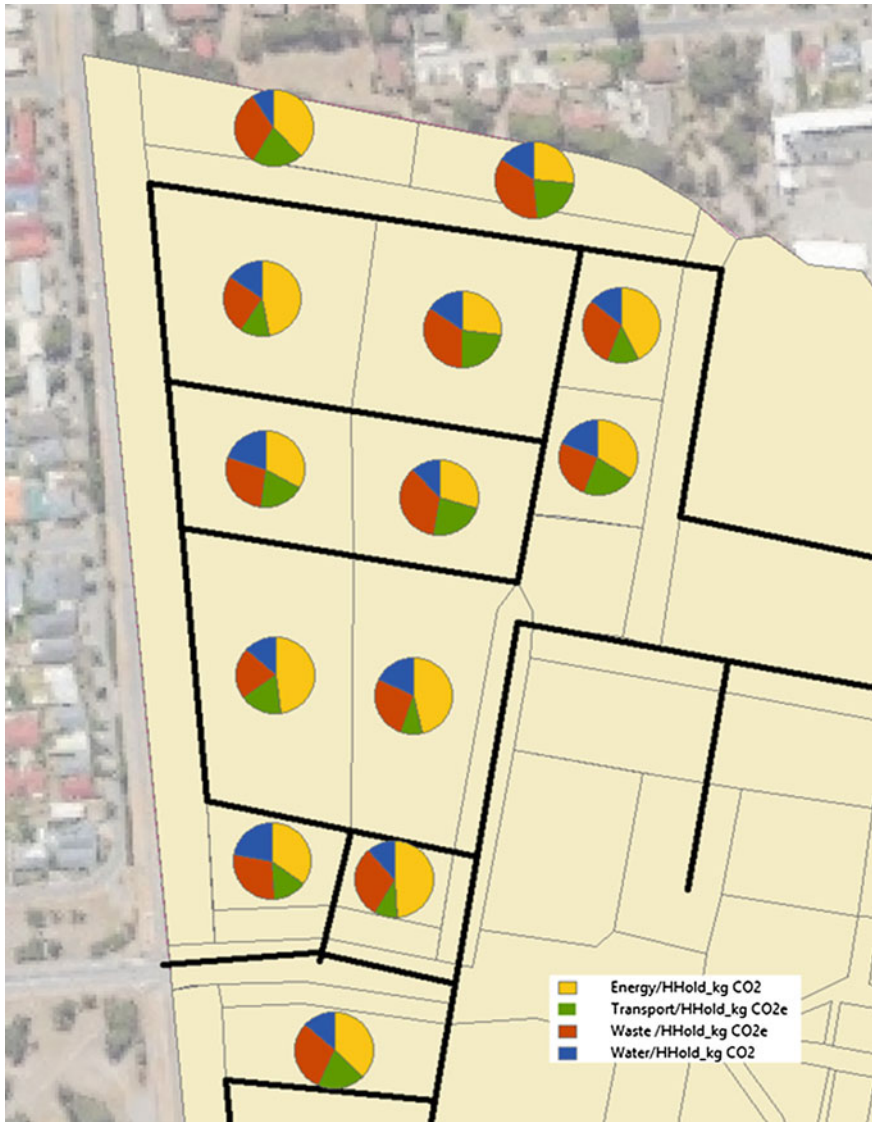 Energy/HHold_kg CO2
Transport/HHold_kg CO2e
Waste /HHold_kg CO2e
Water/HHold_kg CO2